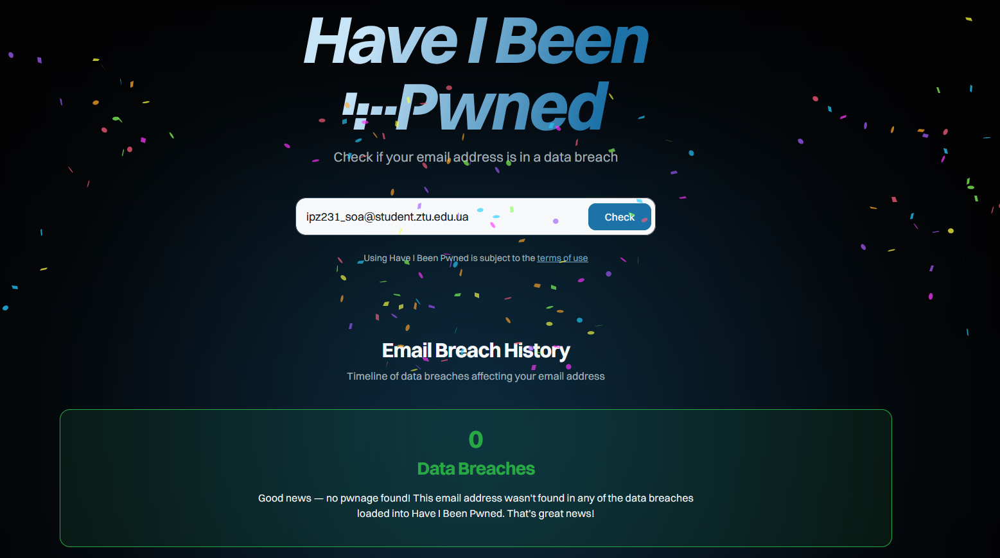 Have I Been
Pwned
Check if your email address is in a data breach
ipz231_soa@student.ztu.edu.ua
Check
Using Have I Been Pwned is subject to the terms of use
Email Breach History
Timeline of data breaches affecting your email address
0
Data Breaches
Good news — no pwnage found! This email address wasn't found in any of the data breaches
loaded into Have I Been Pwned. That's great news!